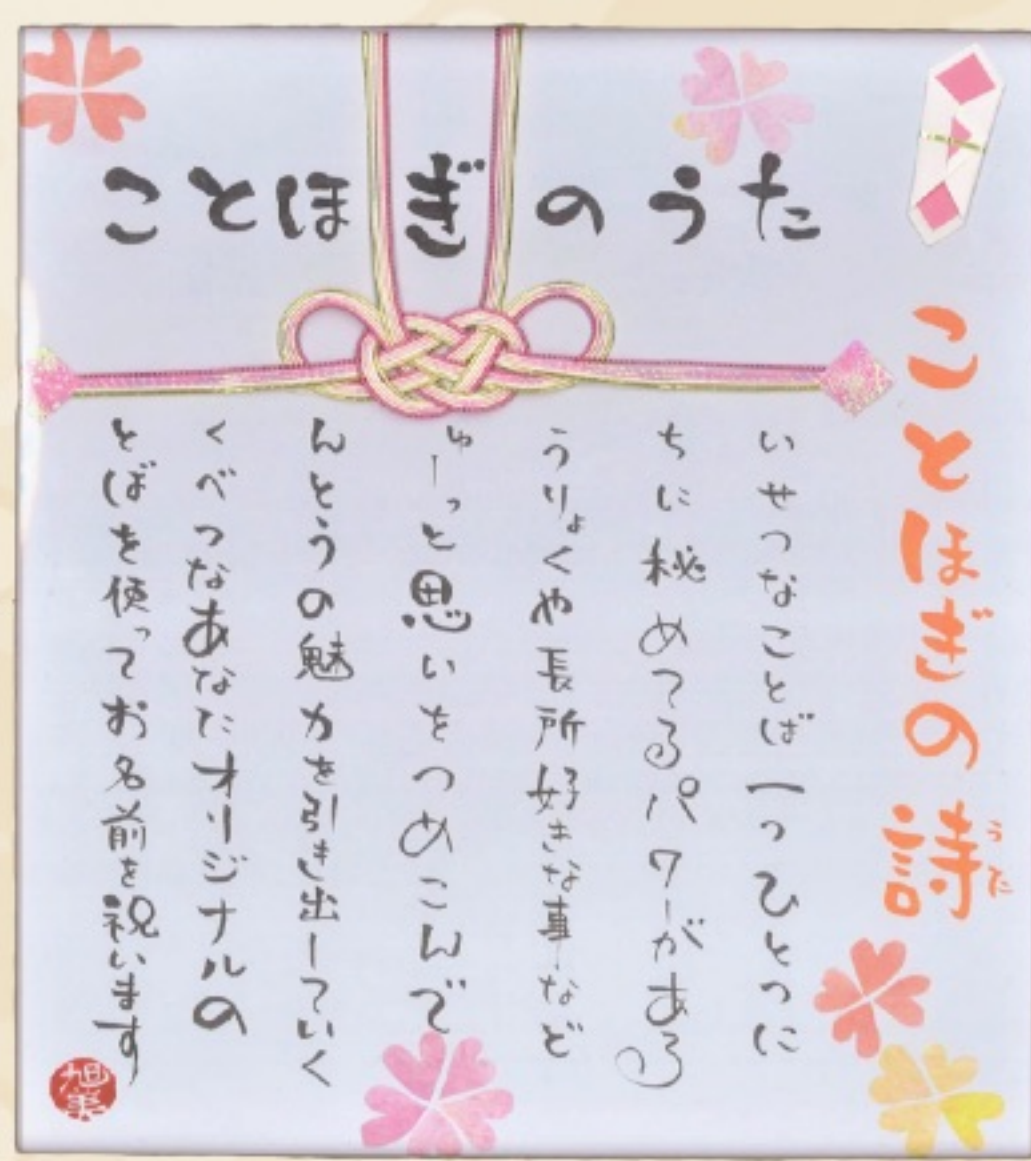 ことほぎの詩
うた
ことほぎのうた
いせつなことば一つひとつに
ちに秘めてるパワーがある
うりょくや長所好きな事など
ゅーっと思いをつめこんで
んとうの魅力を引き出していく
くべつなあなたオリジナルの
とばを使ってお名前を祝います
旭美